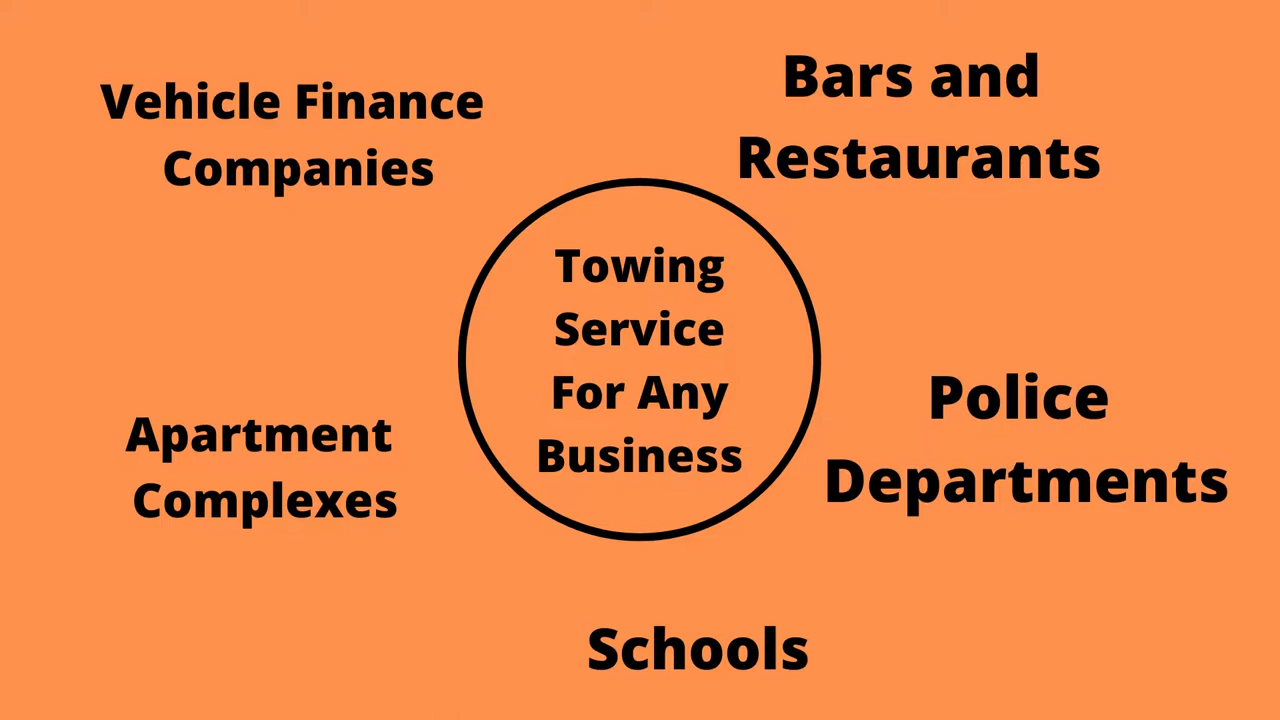 Vehicle Finance
Companies
Bars and
Restaurants
Towing
Service
For Any
Business
Apartment
Complexes
Police
Departments
Schools